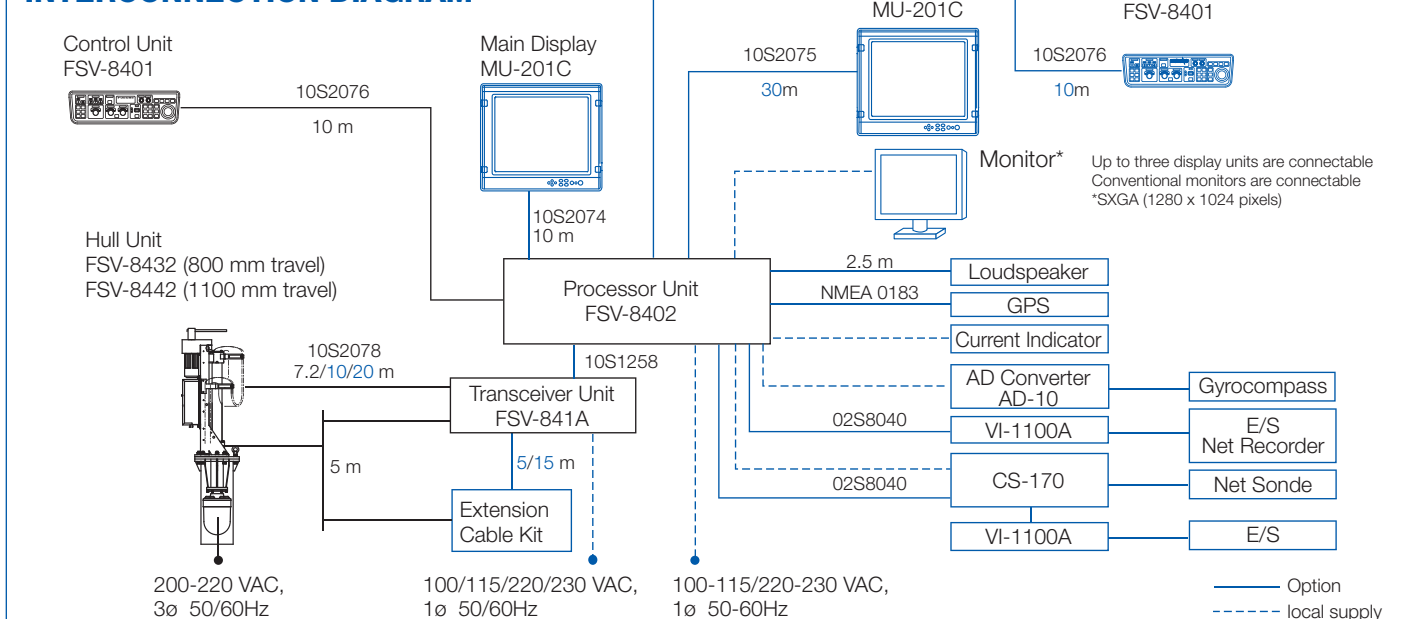 INTERCONNECTION DIAGRAM
MU-201C
FSV-8401
Control Unit
FSV-8401
Main Display
MU-201C
10S2076
10 m
10S2075
30m
10S2076
10m
Monitor*
Up to three display units are connectable
Conventional monitors are connectable
*SXGA (1280 x 1024 pixels)
10S2074
10 m
Hull Unit
FSV-8432 (800 mm travel)
FSV-8442 (1100 mm travel)
Processor Unit
FSV-8402
2.5 m
Loudspeaker
NMEA 0183
GPS
Current Indicator
10S2078
7.2/10/20 m
10S1258
Transceiver Unit
FSV-841A
AD Converter
AD-10
Gyrocompass
02S8040
VI-1100A
E/S
Net Recorder
5 m
5/15 m
02S8040
CS-170
Net Sonde
Extension
Cable Kit
VI-1100A
E/S
200-220 VAC,
3ø 50/60Hz
100/115/220/230 VAC,
1ø 50/60Hz
100-115/220-230 VAC,
1ø 50-60Hz
Option
local supply